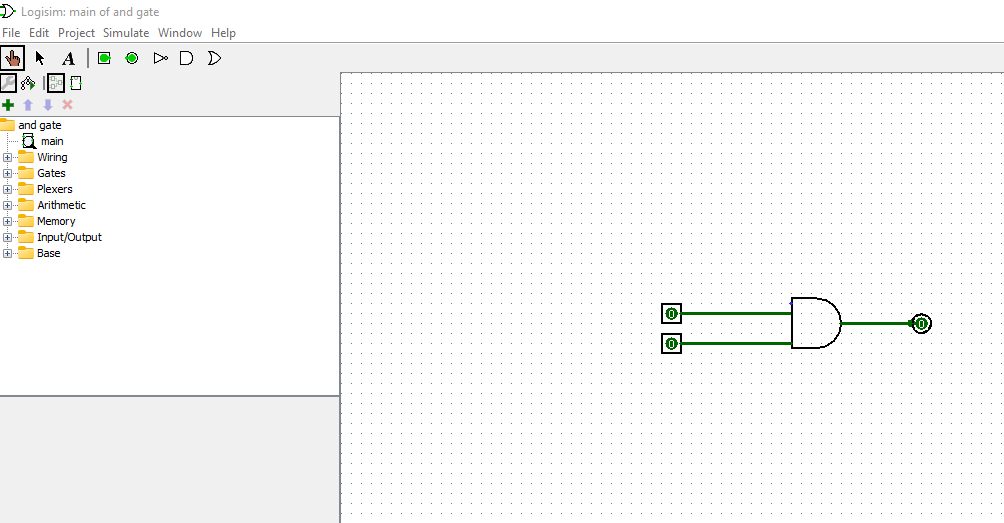 Logisim: main of and gate
File Edit Project Simulate Window Help
A
and gate
main
Wiring
Gates
Plexers
Arithmetic
Memory
Input/Output
Base
0
0
0